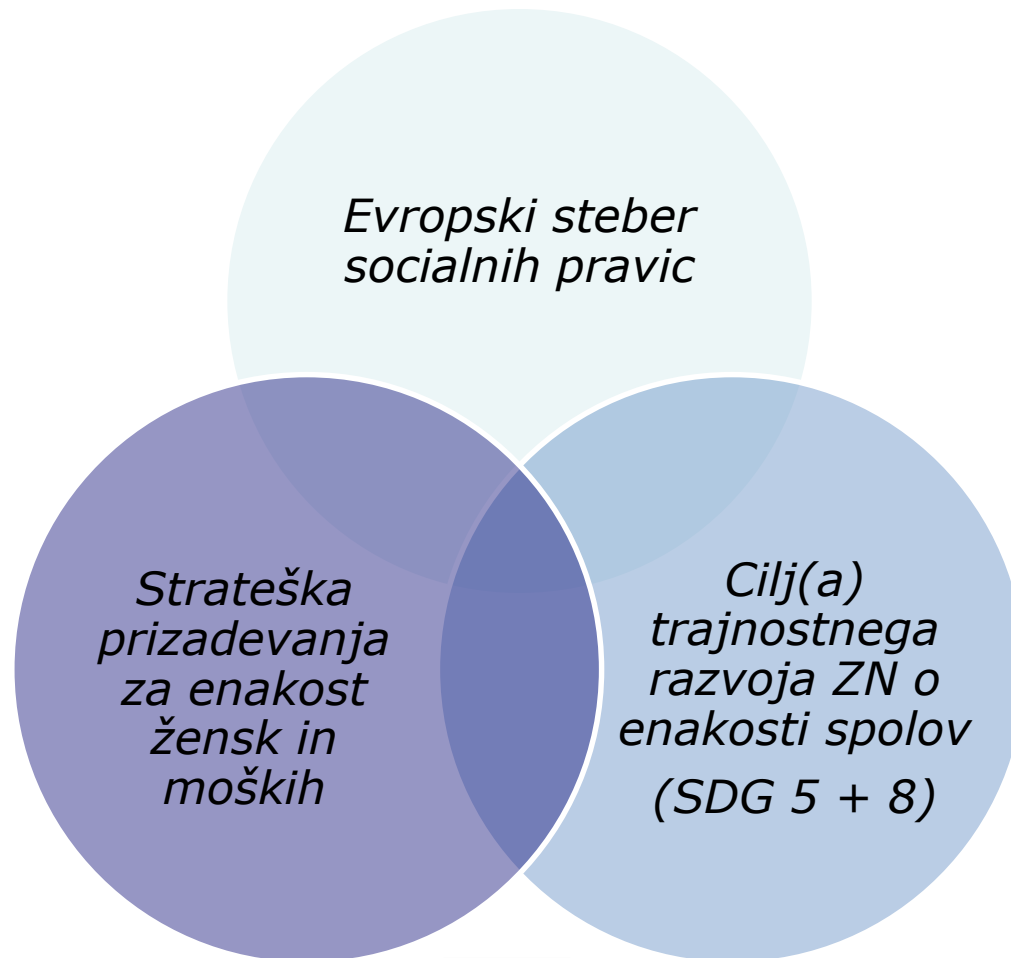 Evropski steber
socialnih pravic
Strateška
prizadevanja
za enakost
žensk in
moških
Cilj(a)
trajnostnega
razvoja ZN o
enakosti spolov
(SDG 5 + 8)